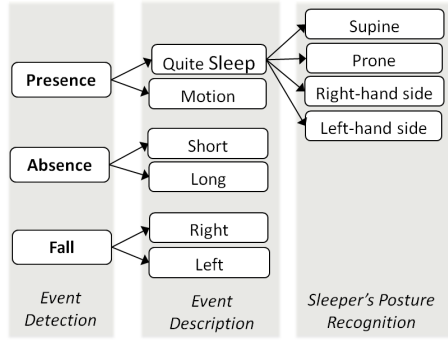 Presence
Absence
Fall
Event
Detection
Quite Sleep
Motion
Short
Long
Right
Left
Event
Description
Supine
Prone
Right-hand side
Left-hand side
Sleeper's Posture
Recognition